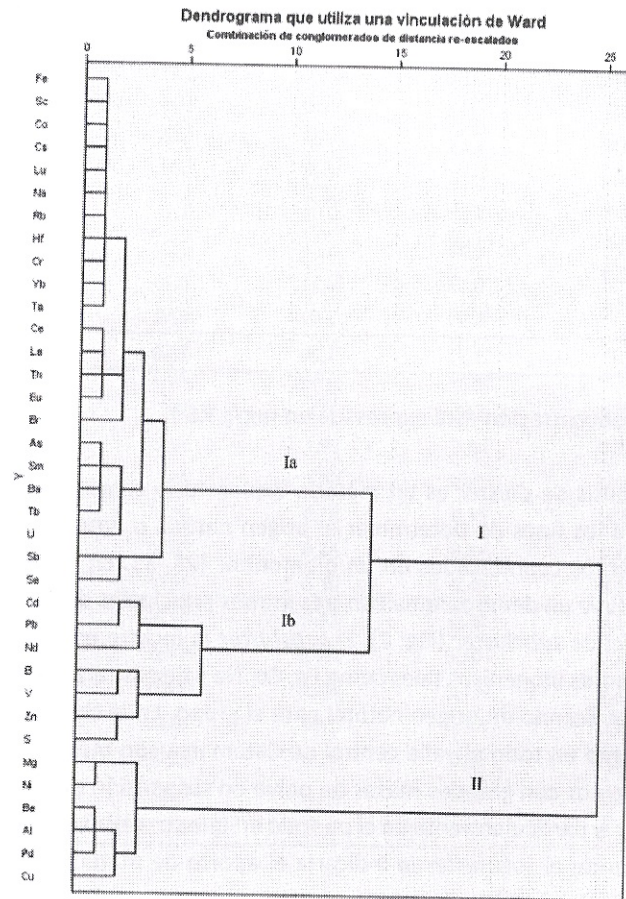 Dendrograma que utiliza una vinculación de Ward
Combinación de conglomerados de distancia re-escalados
0 5 10 15 20 25
Fe
Sc
Co
Cs
Lu
Na
Rb
Hf
Cr
Yb
Ta
Ce
La
Th
Eu
Br
As
Sm
Ba
Tb
U
Sb
Se
Cd
Pb
Nd
B
V
Zn
S
Mg
Ni
Be
Al
Pd
Cu
Y
Ia
I
Ib
II